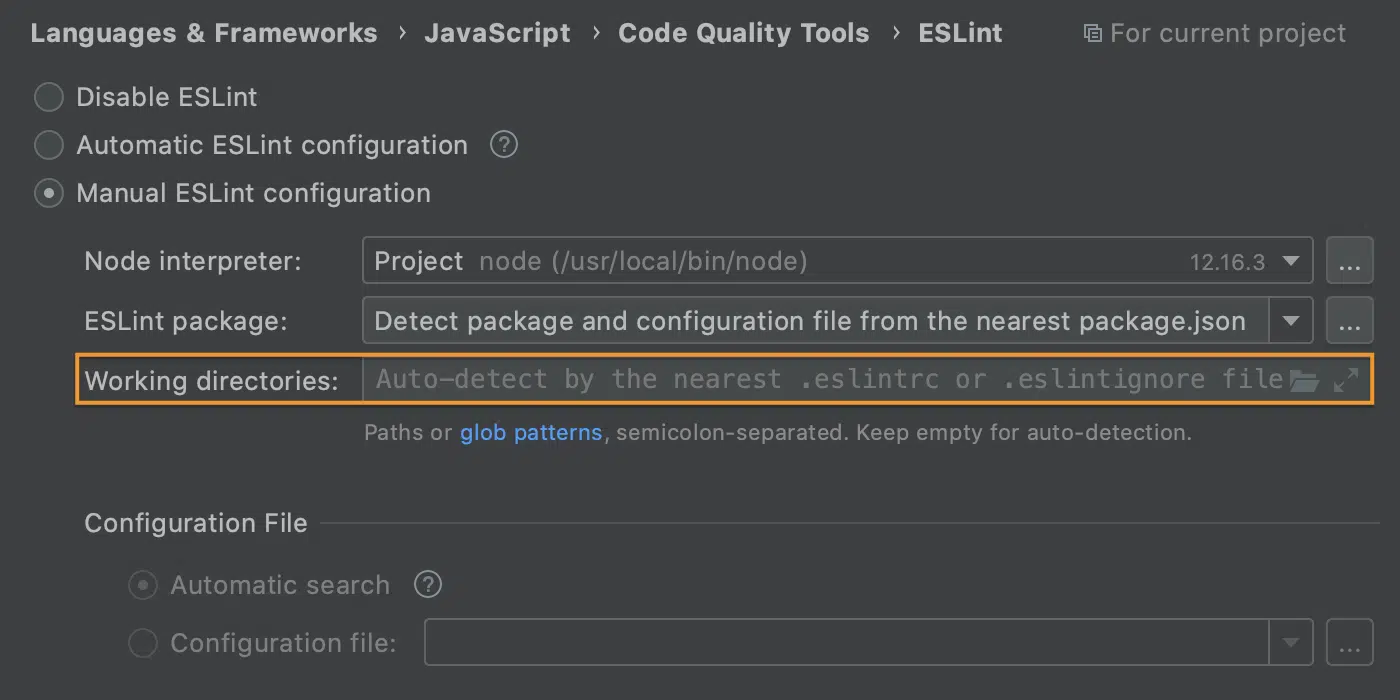 Languages & Frameworks › JavaScript › Code Quality Tools › ESLint For current project
Disable ESLint
Automatic ESLint configuration ?
Manual ESLint configuration
Node interpreter: Project node (/usr/local/bin/node) 12.16.3 ...
ESLint package: Detect package and configuration file from the nearest package.json ...
Working directories: Auto-detect by the nearest .eslintrc or .eslintignore file
Paths or glob patterns, semicolon-separated. Keep empty for auto-detection.
Configuration File
Automatic search ?
Configuration file: ...